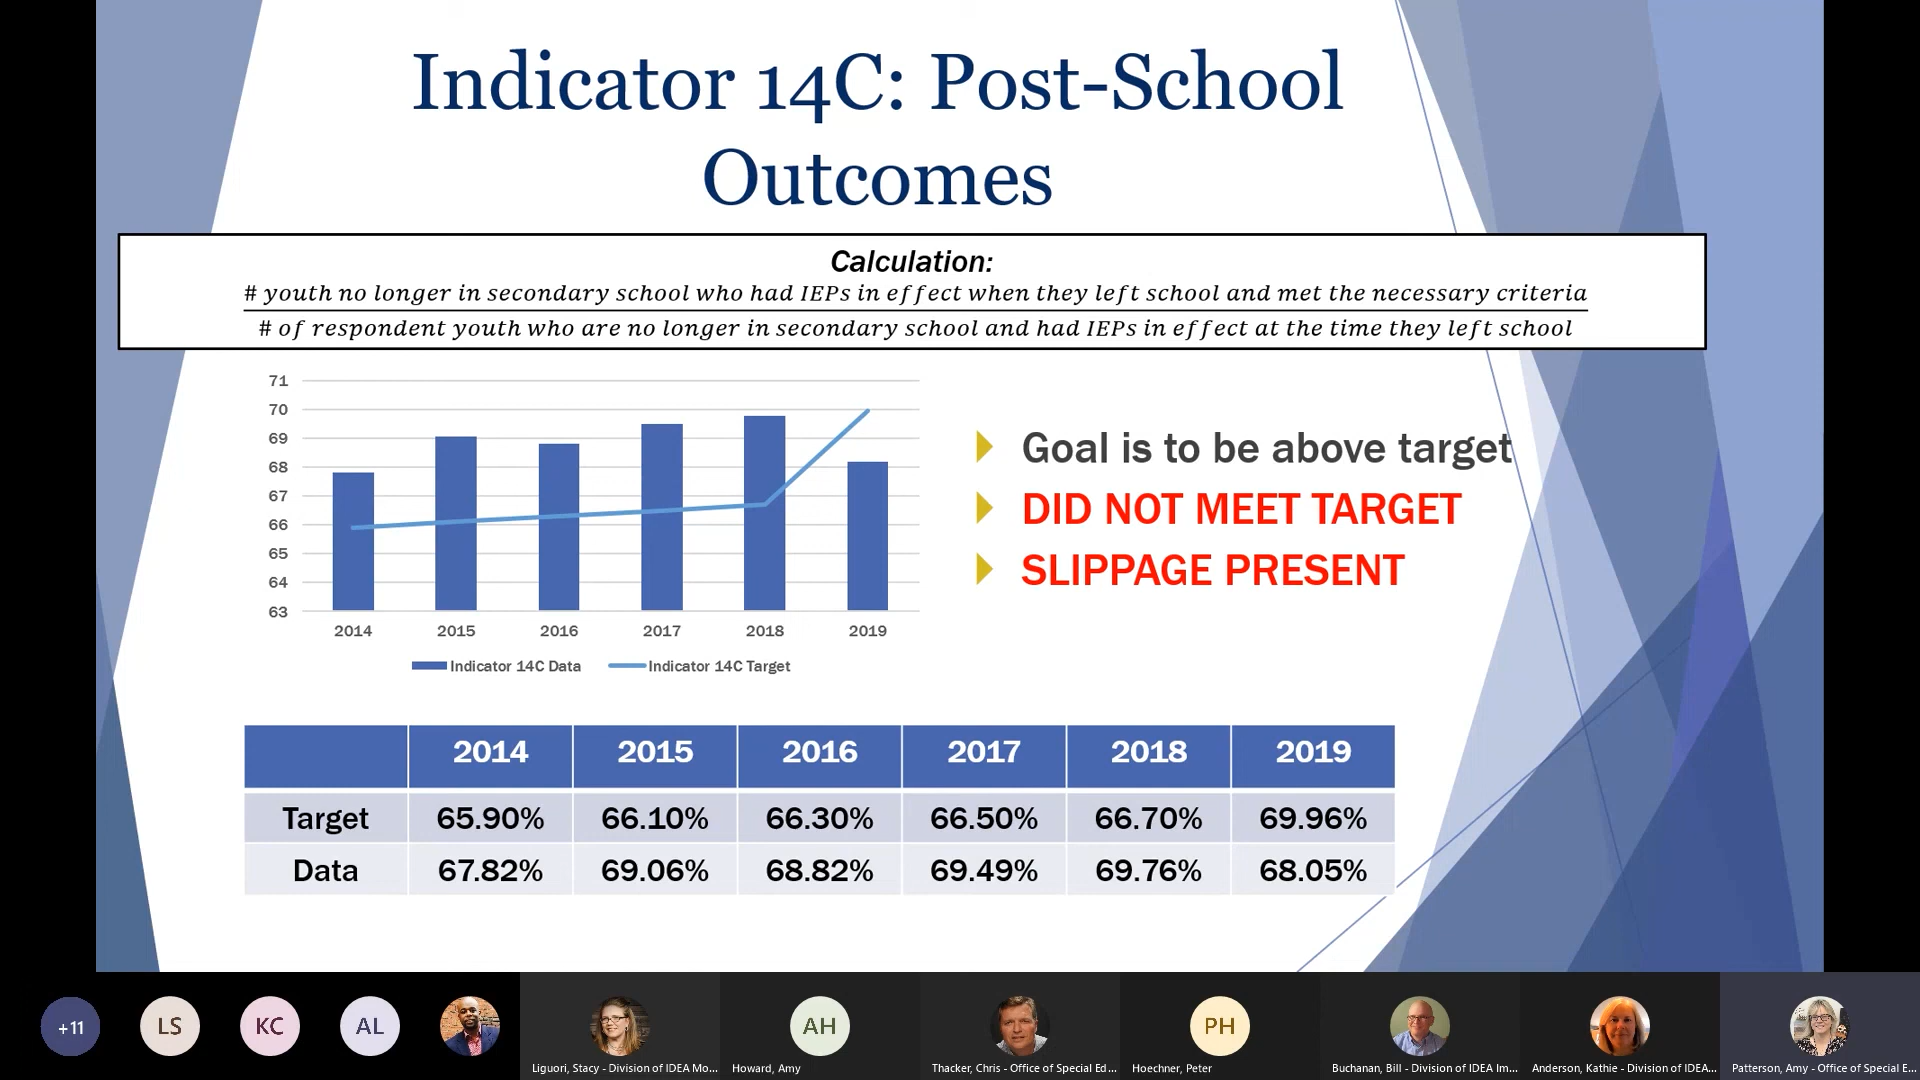 Indicator 14C: Post-School
Outcomes
Calculation:
# youth no longer in secondary school who had IEPs in effect when they left school and met the necessary criteria
# of respondent youth who are no longer in secondary school and had IEPs in effect at the time they left school
71
70
69
68
67
66
65
64
63
2014 2015 2016 2017 2018 2019
Indicator 14C Data Indicator 14C Target
Goal is to be above target
DID NOT MEET TARGET
SLIPPAGE PRESENT
2014 2015 2016 2017 2018 2019
Target 65.90% 66.10% 66.30% 66.50% 66.70% 69.96%
Data 67.82% 69.06% 68.82% 69.49% 69.76% 68.05%
+11 LS KC AL AH PH
Liguori, Stacy - Division of IDEA Mo... Howard, Amy Thacker, Chris - Office of Special Ed... Hoechner, Peter Buchanan, Bill - Division of IDEA Im... Anderson, Kathie - Division of IDEA... Patterson, Amy - Office of Special E...